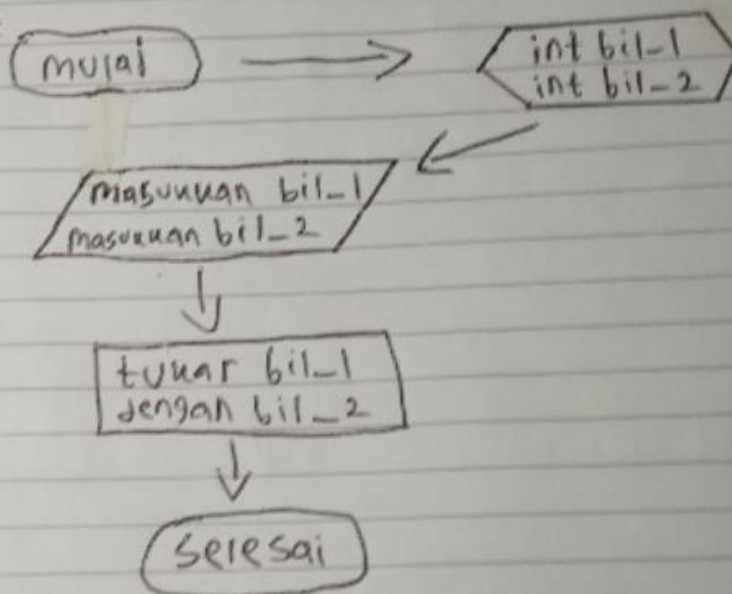 mulai
int bil_1
int bil_2
masukkan bil_1
masukkan bil_2
tukar bil_1
dengan bil_2
selesai